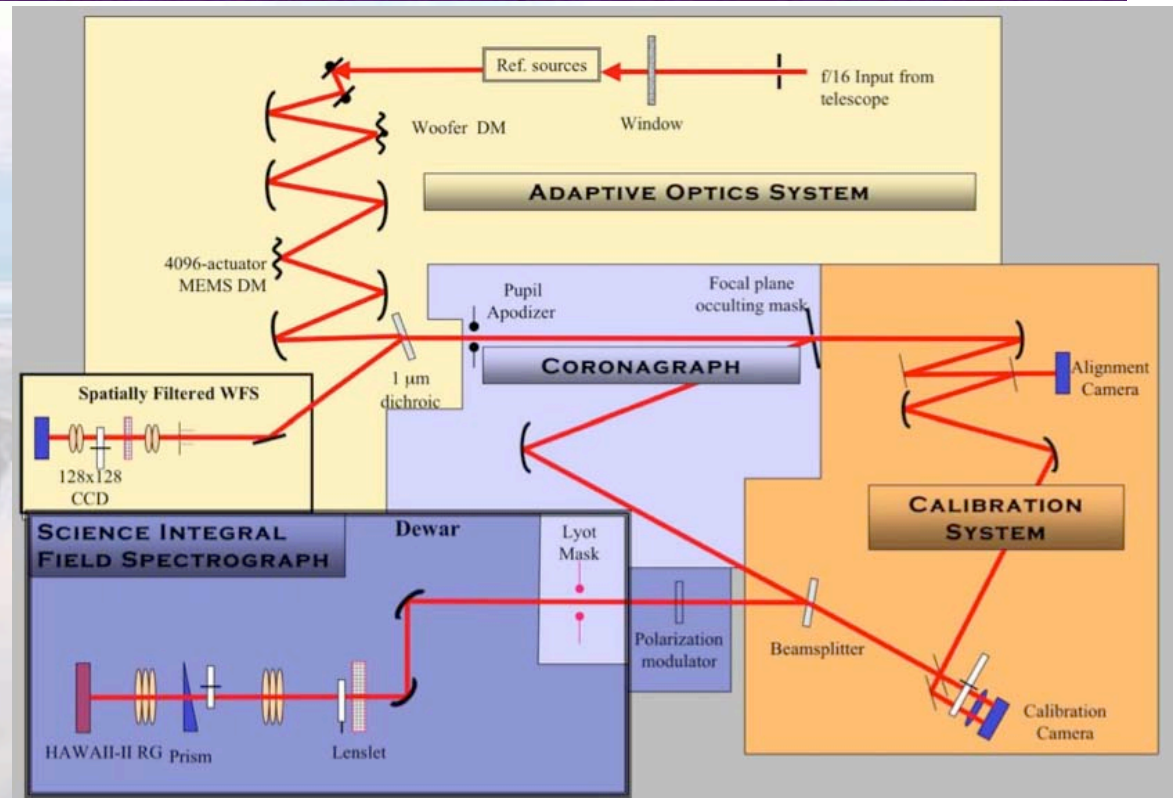 Ref. sources
f/16 Input from
telescope
Window
Woofer DM
ADAPTIVE OPTICS SYSTEM
4096-actuator
MEMS DM
Pupil
Apodizer
Focal plane
occulting mask
CORONAGRAPH
1 μm
dichroic
Alignment
Camera
Spatially Filtered WFS
128x128
CCD
CALIBRATION
SYSTEM
SCIENCE INTEGRAL
FIELD SPECTROGRAPH
Dewar
Lyot
Mask
Polarization
modulator
Beamsplitter
HAWAII-II RG
Prism
Lenslet
Calibration
Camera